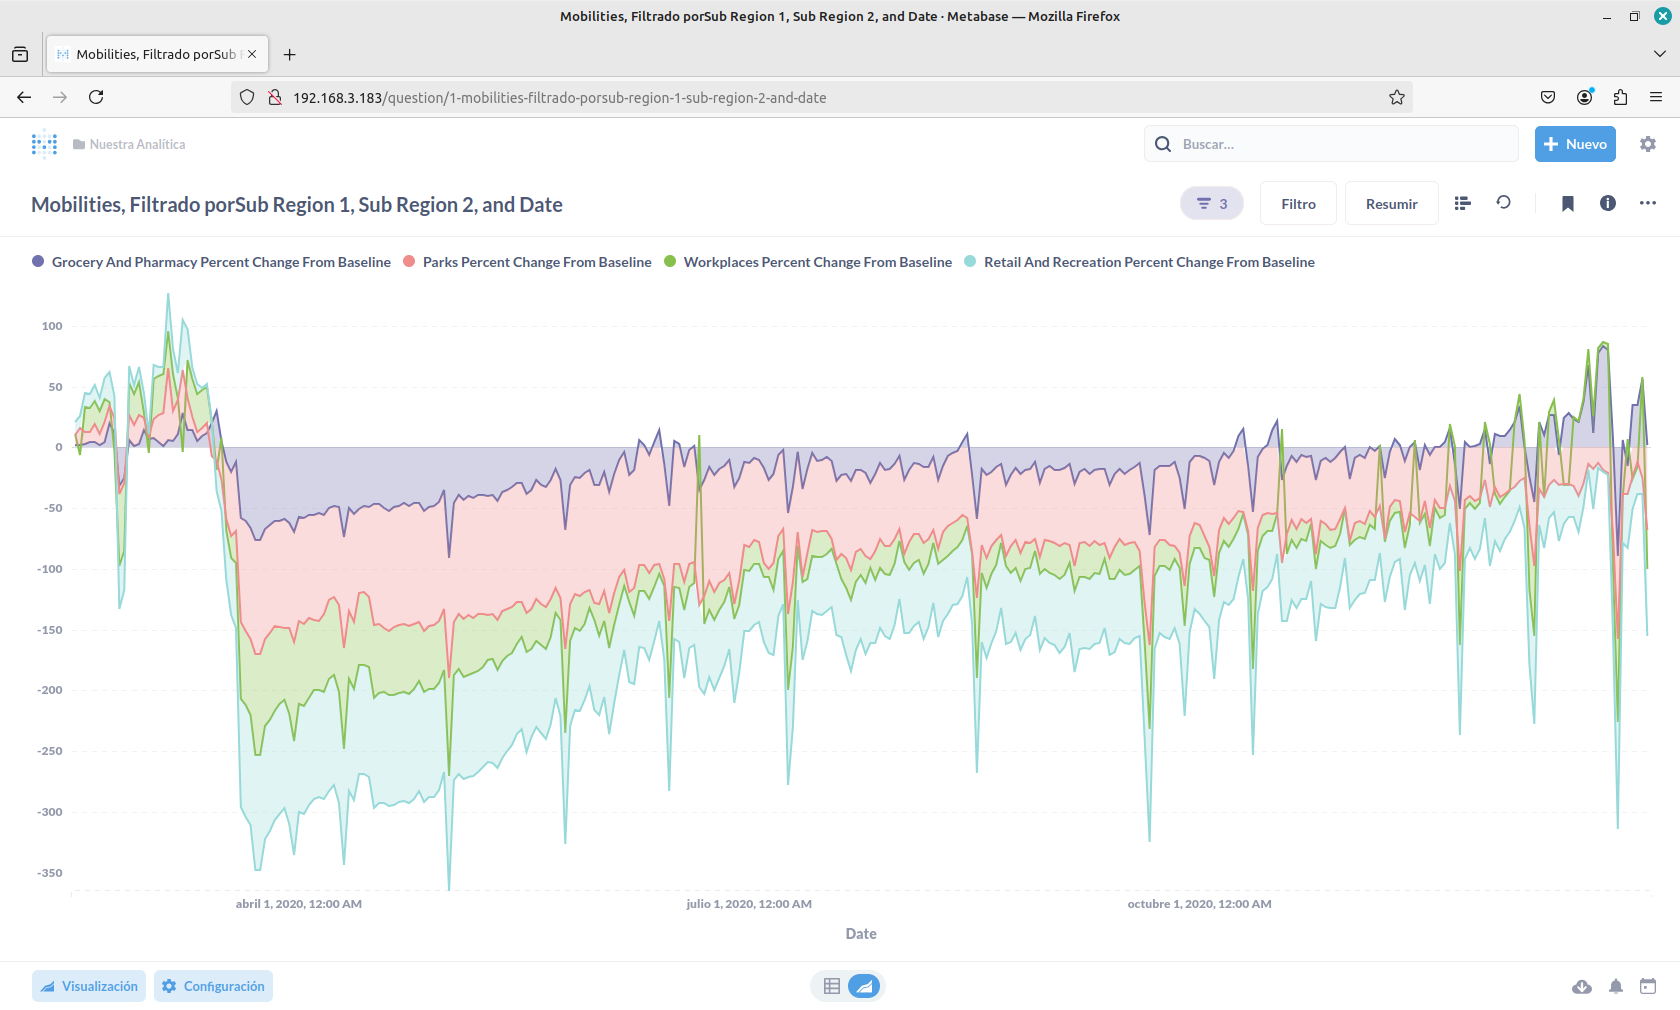 Mobilities, Filtrado porSub Region 1, Sub Region 2, and Date · Metabase — Mozilla Firefox
Mobilities, Filtrado porSub
192.168.3.183/question/1-mobilities-filtrado-porsub-region-1-sub-region-2-and-date
Nuestra Analítica
Buscar...
Nuevo
Mobilities, Filtrado porSub Region 1, Sub Region 2, and Date
3
Filtro
Resumir
Grocery And Pharmacy Percent Change From Baseline
Parks Percent Change From Baseline
Workplaces Percent Change From Baseline
Retail And Recreation Percent Change From Baseline
100
50
0
-50
-100
-150
-200
-250
-300
-350
abril 1, 2020, 12:00 AM
julio 1, 2020, 12:00 AM
octubre 1, 2020, 12:00 AM
Date
Visualización
Configuración